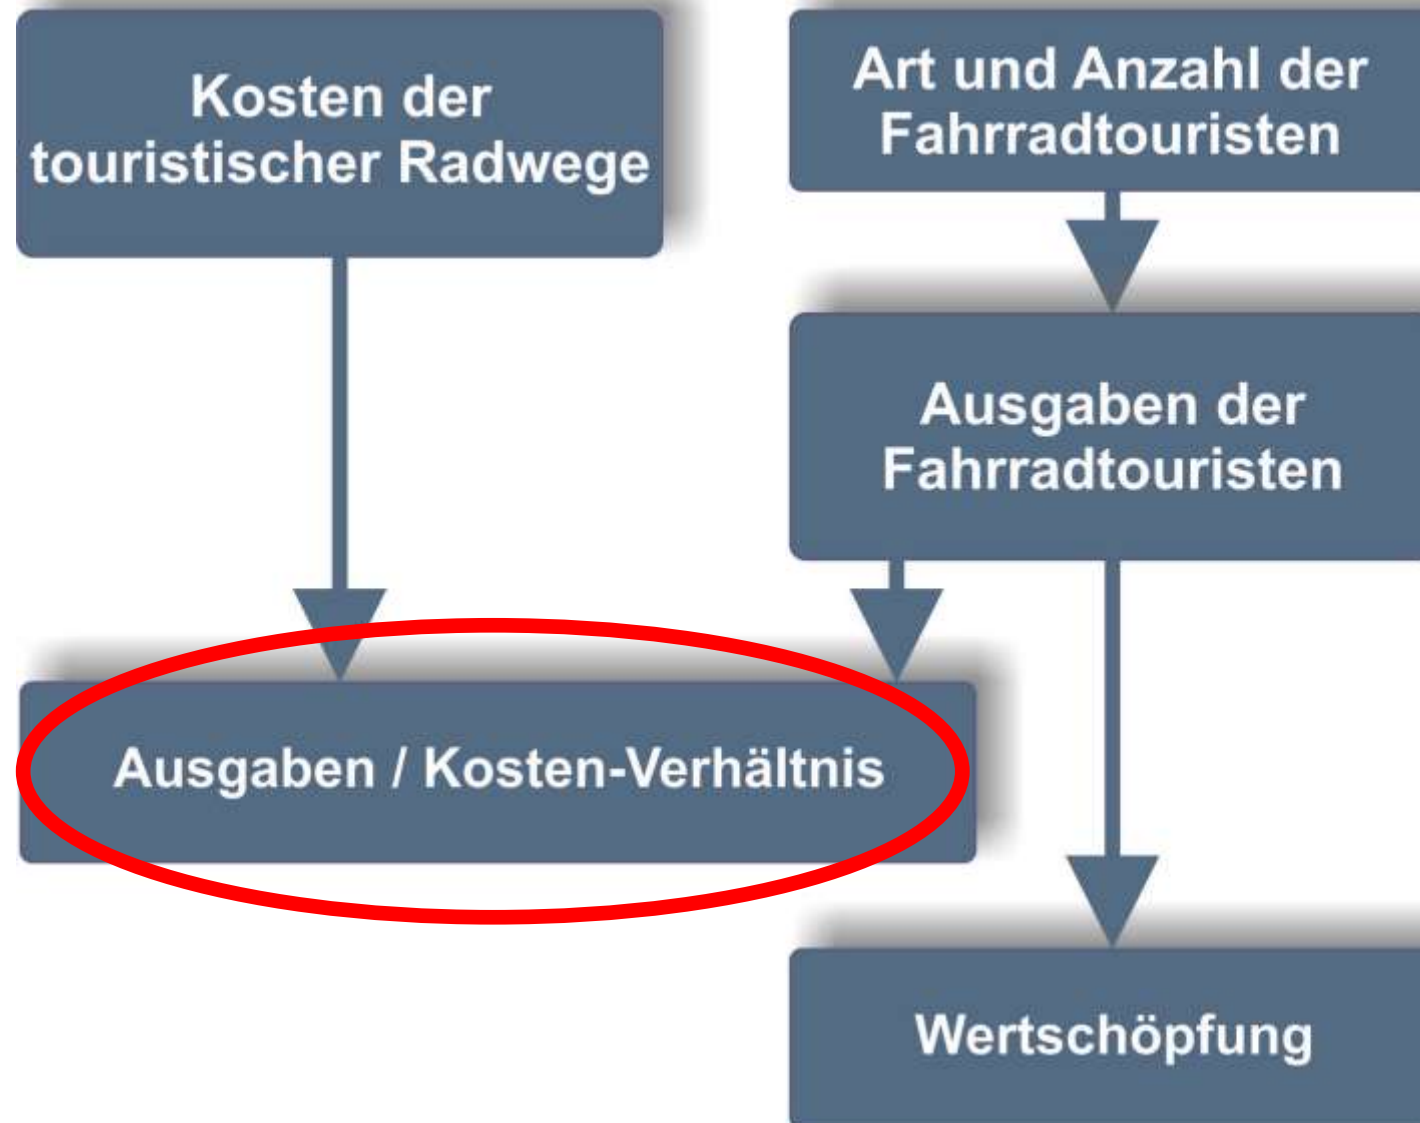 Kosten der
touristischer Radwege
Art und Anzahl der
Fahrradtouristen
Ausgaben der
Fahrradtouristen
Ausgaben / Kosten-Verhältnis
Wertschöpfung